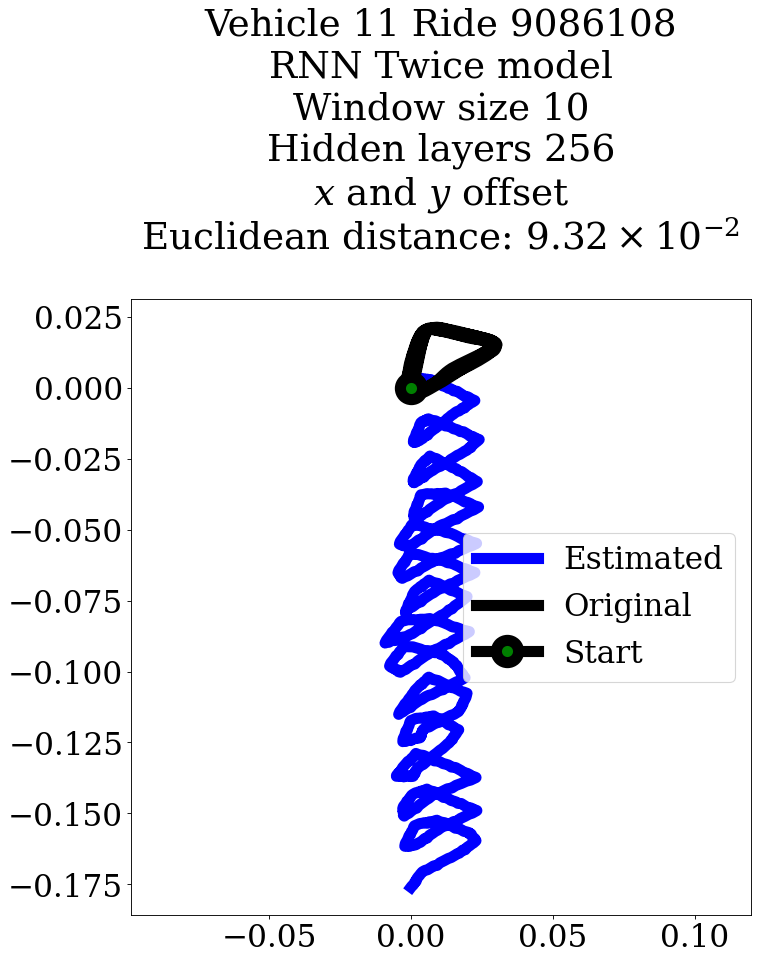 Vehicle 11 Ride 9086108
RNN Twice model
Window size 10
Hidden layers 256
x and y offset
Euclidean distance: 9.32 × 10⁻²
0.025
0.000
−0.025
−0.050
−0.075
−0.100
−0.125
−0.150
−0.175
Estimated
Original
Start
−0.05 0.00 0.05 0.10